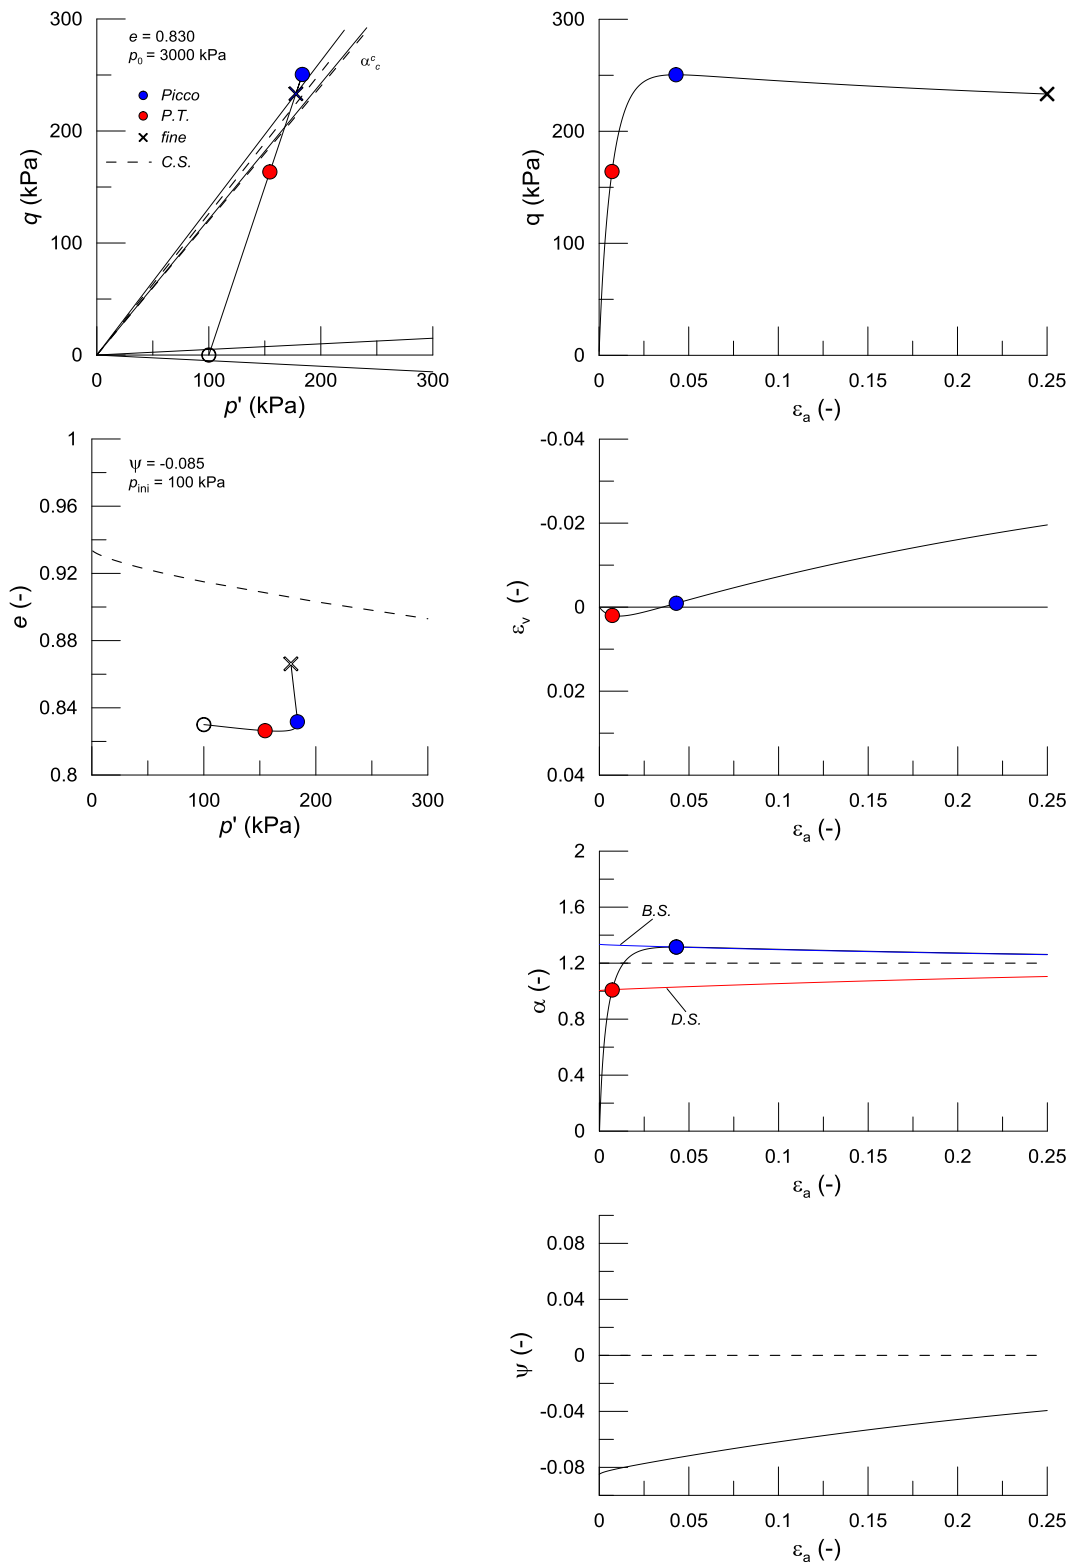 300
200
100
0
q (kPa)
e = 0.830
p0 = 3000 kPa
Picco
P.T.
fine
C.S.
αcc
0 100 200 300
p' (kPa)
300
200
100
0
q (kPa)
0 0.05 0.1 0.15 0.2 0.25
εa (-)
1
0.96
0.92
0.88
0.84
0.8
e (-)
ψ = -0.085
pini = 100 kPa
0 100 200 300
p' (kPa)
-0.04
-0.02
0
0.02
0.04
εv (-)
0 0.05 0.1 0.15 0.2 0.25
εa (-)
2
1.6
1.2
0.8
0.4
0
α (-)
B.S.
D.S.
0 0.05 0.1 0.15 0.2 0.25
εa (-)
0.08
0.04
0
-0.04
-0.08
ψ (-)
0 0.05 0.1 0.15 0.2 0.25
εa (-)